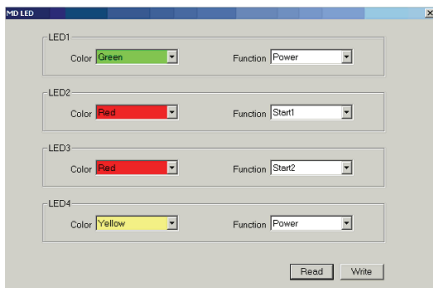 MD LED
LED1
Color Green Function Power
LED2
Color Red Function Start1
LED3
Color Red Function Start2
LED4
Color Yellow Function Power
Read Write